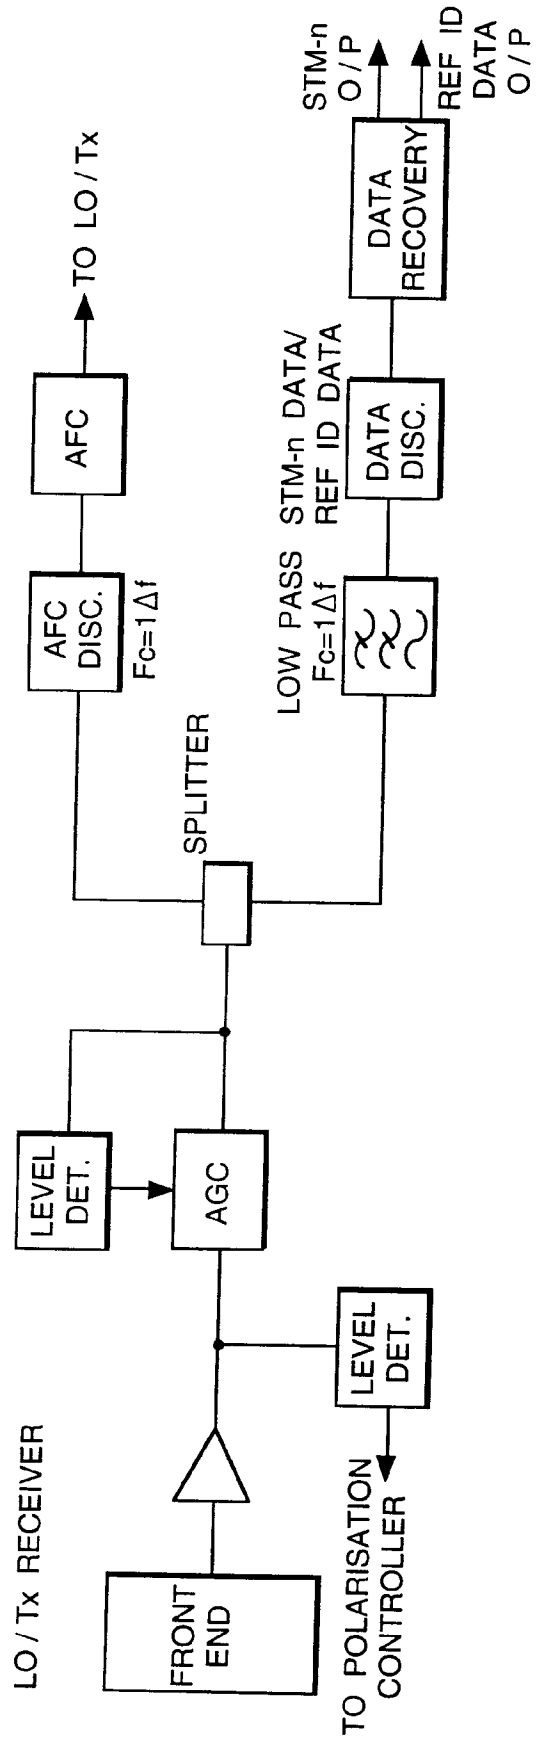 LO/Tx RECEIVER
FRONT
END
TO POLARISATION
CONTROLLER
LEVEL
DET.
LEVEL
DET.
AGC
SPLITTER
AFC
DISC.
Fc=1Δf
AFC
TO LO/Tx
LOW PASS
Fc=1Δf
STM-n DATA/
REF ID DATA
DATA
DISC.
DATA
RECOVERY
STM-n
O/P
REF ID
DATA
O/P